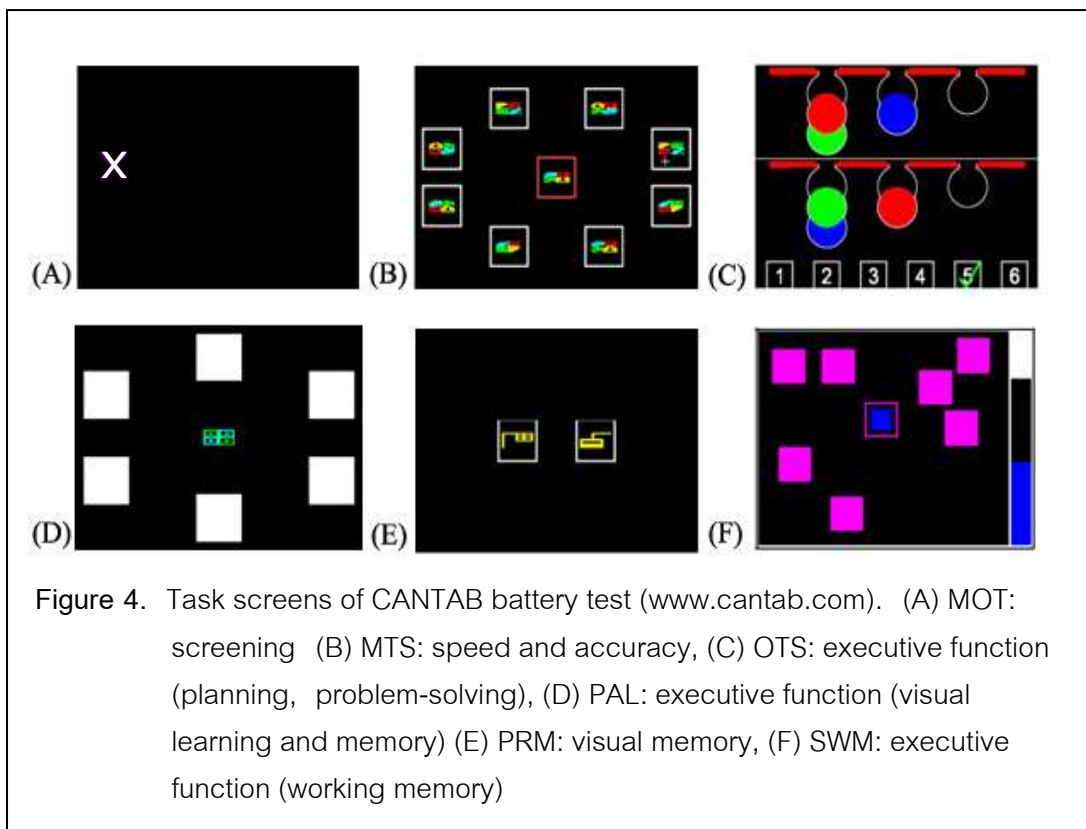 X
(A)
(B)
(C)
1 2 3 4 5 6
(D)
(E)
(F)
Figure 4. Task screens of CANTAB battery test (www.cantab.com). (A) MOT:
screening (B) MTS: speed and accuracy, (C) OTS: executive function
(planning, problem-solving), (D) PAL: executive function (visual
learning and memory) (E) PRM: visual memory, (F) SWM: executive
function (working memory)